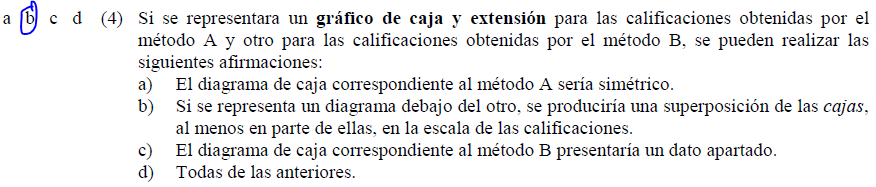 a b c d (4) Si se representara un gráfico de caja y extensión para las calificaciones obtenidas por el
método A y otro para las calificaciones obtenidas por el método B, se pueden realizar las
siguientes afirmaciones:
a) El diagrama de caja correspondiente al método A sería simétrico.
b) Si se representa un diagrama debajo del otro, se produciría una superposición de las cajas,
al menos en parte de ellas, en la escala de las calificaciones.
c) El diagrama de caja correspondiente al método B presentaría un dato apartado.
d) Todas de las anteriores.